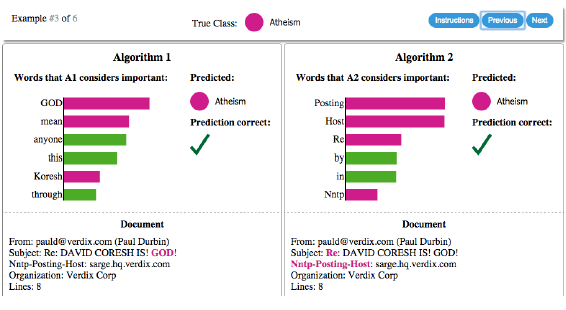 Example #3 of 6
True Class:
Atheism
Instructions
Previous
Next
Algorithm 1
Words that A1 considers important:
Predicted:
GOD
mean
anyone
this
Koresh
through
Atheism
Prediction correct:
Document
From: pauld@verdix.com (Paul Durbin)
Subject: Re: DAVID CORESH IS! GOD!
Nntp-Posting-Host: sarge.hq.verdix.com
Organization: Verdix Corp
Lines: 8
Algorithm 2
Words that A2 considers important:
Predicted:
Posting
Host
Re
by
in
Nntp
Atheism
Prediction correct:
Document
From: pauld@verdix.com (Paul Durbin)
Subject: Re: DAVID CORESH IS! GOD!
Nntp-Posting-Host: sarge.hq.verdix.com
Organization: Verdix Corp
Lines: 8